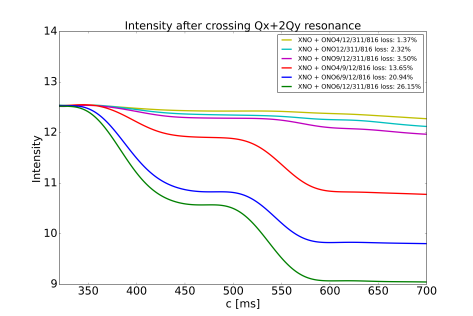 Intensity after crossing Qx+2Qy resonance
XNO + ONO4/12/311/816 loss: 1.37%
XNO + ONO12/311/816 loss: 2.32%
XNO + ONO9/12/311/816 loss: 3.50%
XNO + ONO4/9/12/816 loss: 13.65%
XNO + ONO6/9/12/816 loss: 20.94%
XNO + ONO6/12/311/816 loss: 26.15%
Intensity
14
13
12
11
10
9
350 400 450 500 550 600 650 700
c [ms]